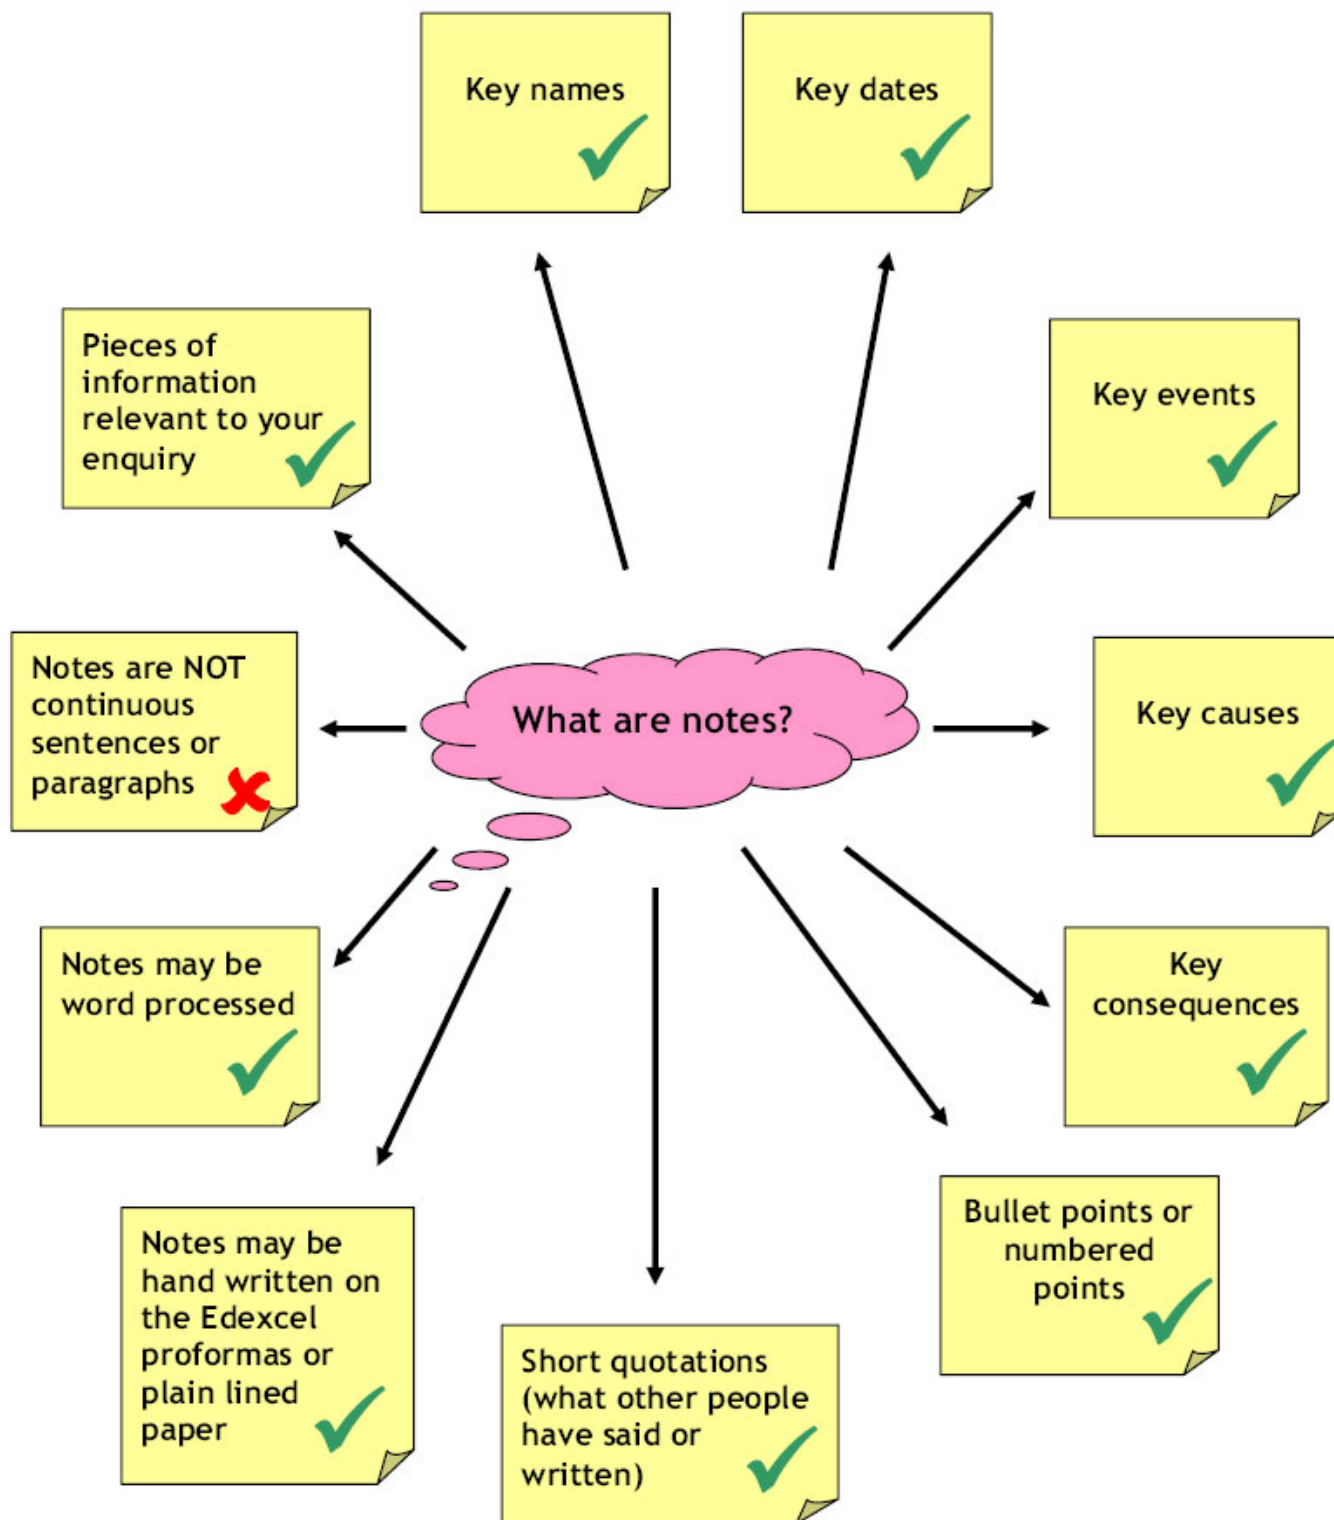 Key names
Key dates
Pieces of
information
relevant to your
enquiry
Key events
Notes are NOT
continuous
sentences or
paragraphs
What are notes?
Key causes
Notes may be
word processed
Key
consequences
Notes may be
hand written on
the Edexcel
proformas or
plain lined
paper
Bullet points or
numbered
points
Short quotations
(what other people
have said or
written)